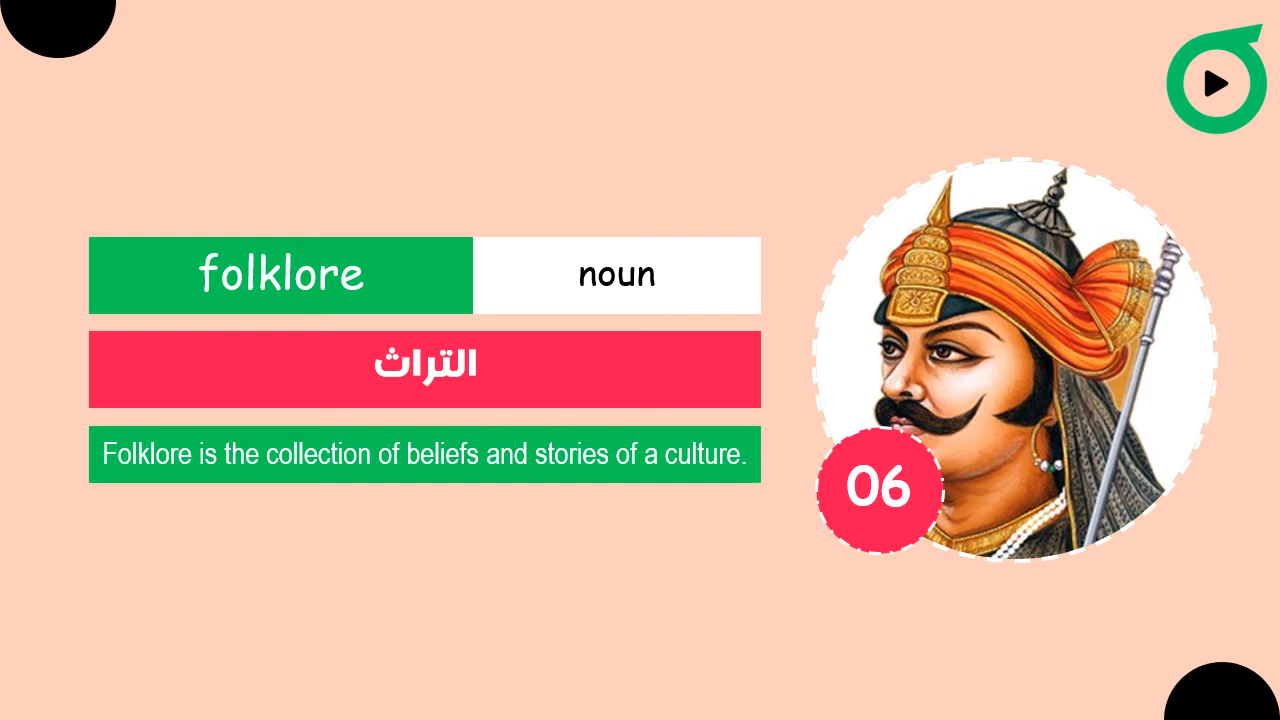 folklore
noun
التراث
Folklore is the collection of beliefs and stories of a culture.
06